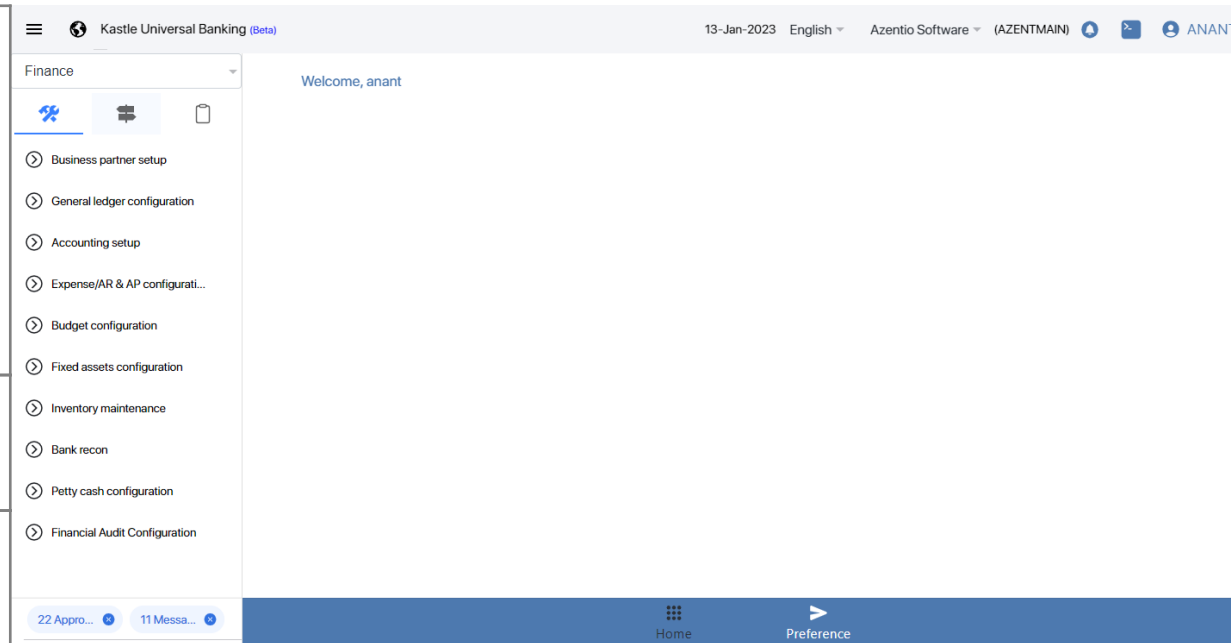 Kastle Universal Banking (Beta) 13-Jan-2023 English Azentio Software (AZENTMAIN) ANANT
Finance
Welcome, anant
Business partner setup
General ledger configuration
Accounting setup
Expense/AR & AP configurati...
Budget configuration
Fixed assets configuration
Inventory maintenance
Bank recon
Petty cash configuration
Financial Audit Configuration
22 Appro... 11 Messa...
Home Preference